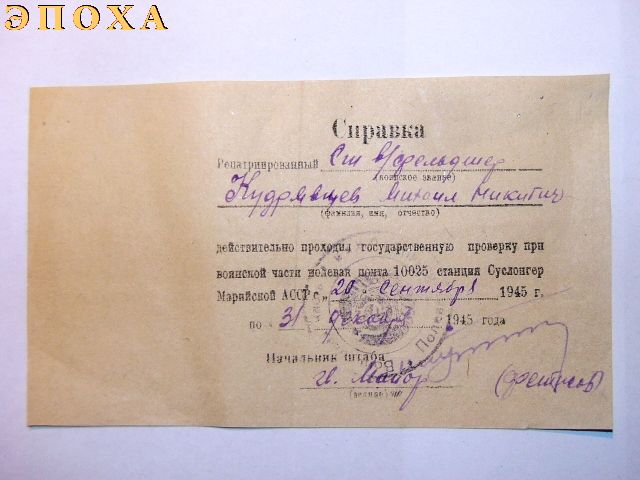 ЭПОХА
Справка
Репатриированный Ст в/фельдшер
(воинское звание)
Кудрявцев Михаил Никитич
(фамилия, имя, отчество)
действительно проходил государственную проверку при
воинской части полевая почта 10025 станция Суслонгер
Марийской АССР с „20" сентября 1945 г.
по 31 декабря 1945 года
Начальник штаба
гв. Майор
(звание)